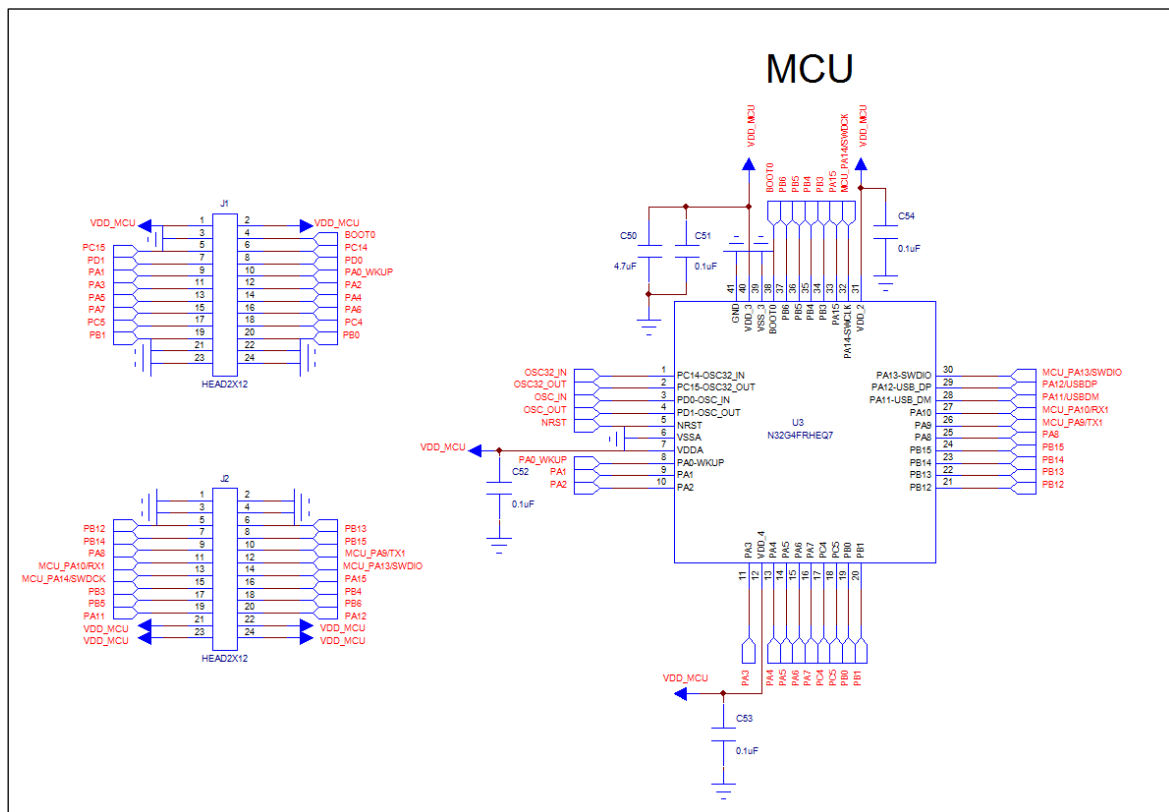 MCU
J1
VDD_MCU 1 2 VDD_MCU
3 4 BOOT0
PC15 5 6 PC14
PD1 7 8 PD0
PA1 9 10 PA0_WKUP
PA3 11 12 PA2
PA5 13 14 PA4
PA7 15 16 PA6
PC5 17 18 PC4
PB1 19 20 PB0
21 22
23 24
HEAD2X12
J2
1 2
3 4
PB12 5 6 PB13
PB14 7 8 PB15
PA8 9 10 MCU_PA9/TX1
MCU_PA10/RX1 11 12 MCU_PA13/SWDIO
MCU_PA14/SWDCK 13 14 PA15
PB3 15 16 PB4
PB5 17 18 PB6
PA11 19 20 PA12
VDD_MCU 21 22 VDD_MCU
VDD_MCU 23 24 VDD_MCU
HEAD2X12
VDD_MCU
BOOT0
PB6
PB5
PB4
PB3
PA15
MCU_PA14/SWDCK
VDD_MCU
C50
4.7uF
C51
0.1uF
C54
0.1uF
41 GND
40 VDD_3
39 VSS_3
38 BOOT0
37 PB6
36 PB5
35 PB4
34 PB3
33 PA15
32 PA14-SWCLK
31 VDD_2
OSC32_IN 1 PC14-OSC32_IN
OSC32_OUT 2 PC15-OSC32_OUT
OSC_IN 3 PD0-OSC_IN
OSC_OUT 4 PD1-OSC_OUT
NRST 5 NRST
6 VSSA
VDD_MCU 7 VDDA
PA0_WKUP 8 PA0-WKUP
PA1 9 PA1
PA2 10 PA2
C52
0.1uF
U3
N32G4FRHEQ7
PA13-SWDIO 30 MCU_PA13/SWDIO
PA12-USB_DP 29 PA12/USBDP
PA11-USB_DM 28 PA11/USBDM
PA10 27 MCU_PA10/RX1
PA9 26 MCU_PA9/TX1
PA8 25 PA8
PB15 24 PB15
PB14 23 PB14
PB13 22 PB13
PB12 21 PB12
PA3 11 PA3
VDD_4 12
PA4 13 PA4
PA5 14 PA5
PA6 15 PA6
PA7 16 PA7
PC4 17 PC4
PC5 18 PC5
PB0 19 PB0
PB1 20 PB1
VDD_MCU
C53
0.1uF